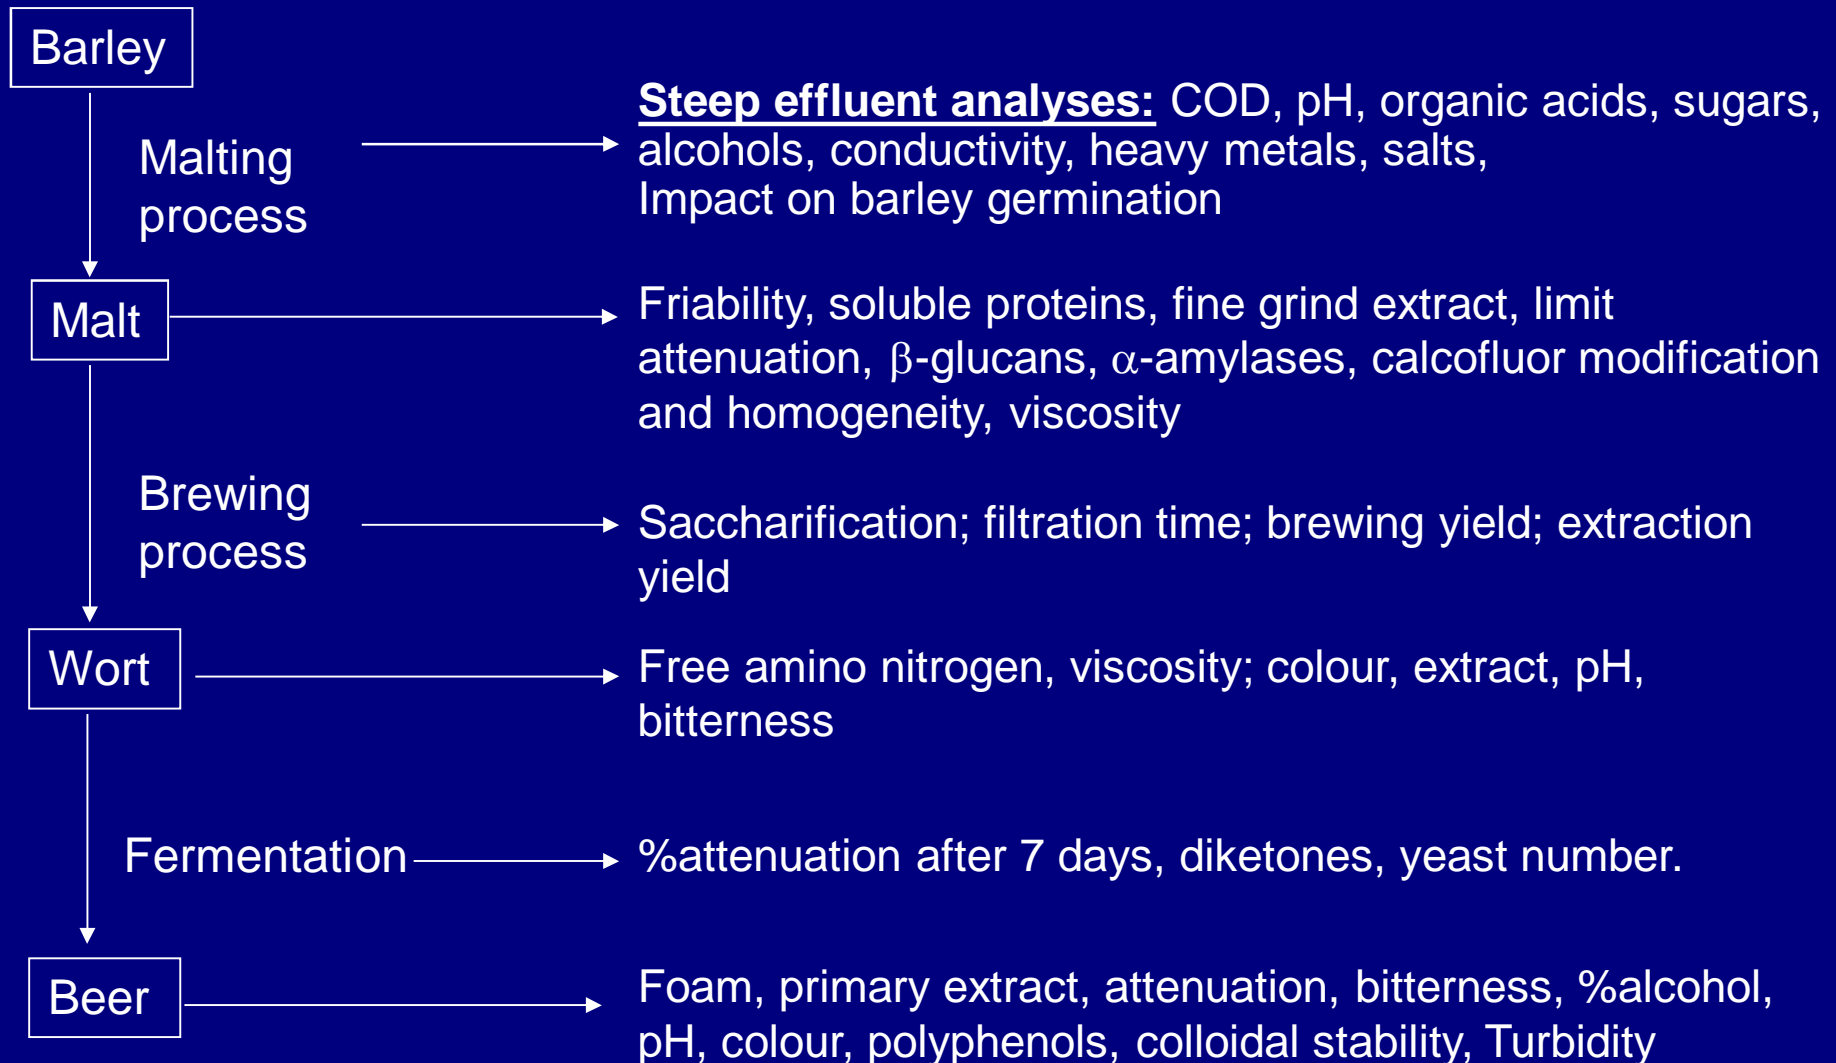 Barley
Steep effluent analyses: COD, pH, organic acids, sugars,
alcohols, conductivity, heavy metals, salts,
Impact on barley germination
Malting
process
Malt
Friability, soluble proteins, fine grind extract, limit
attenuation, β-glucans, α-amylases, calcofluor modification
and homogeneity, viscosity
Brewing
process
Saccharification; filtration time; brewing yield; extraction
yield
Wort
Free amino nitrogen, viscosity; colour, extract, pH,
bitterness
Fermentation
%attenuation after 7 days, diketones, yeast number.
Beer
Foam, primary extract, attenuation, bitterness, %alcohol,
pH, colour, polyphenols, colloidal stability, Turbidity